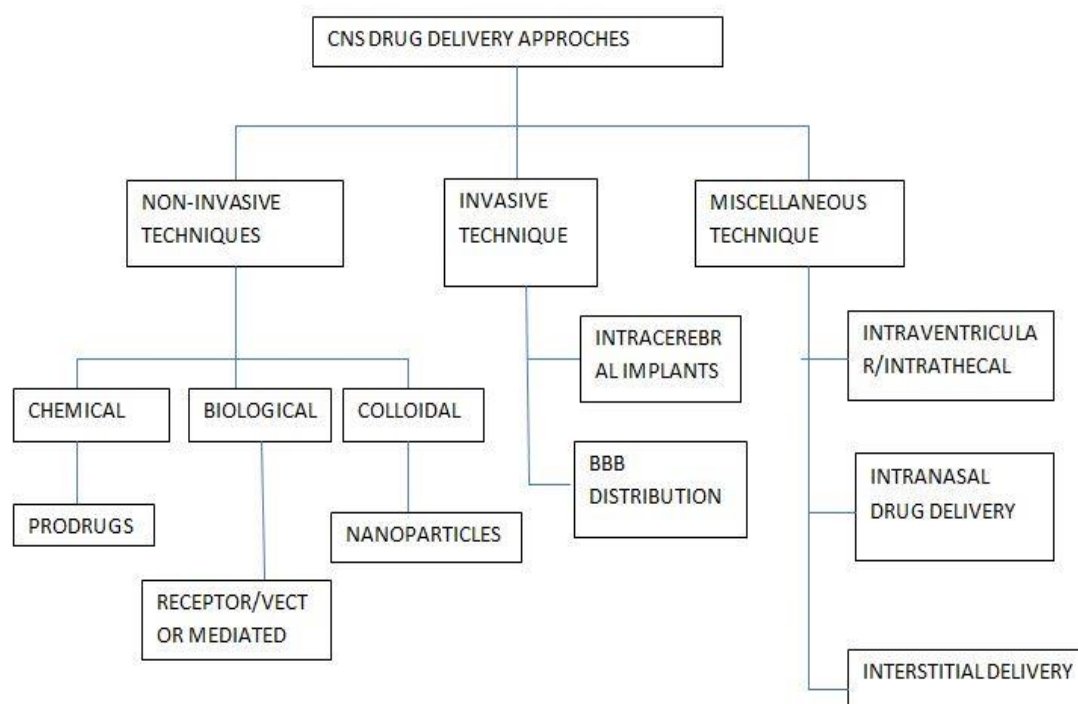 CNS DRUG DELIVERY APPROCHES
NON-INVASIVE
TECHNIQUES
INVASIVE
TECHNIQUE
MISCELLANEOUS
TECHNIQUE
INTRACEREBR
AL IMPLANTS
INTRAVENTRICULA
R/INTRATHECAL
CHEMICAL
BIOLOGICAL
COLLOIDAL
BBB
DISTRIBUTION
INTRANASAL
DRUG DELIVERY
PRODRUGS
NANOPARTICLES
RECEPTOR/VECT
OR MEDIATED
INTERSTITIAL DELIVERY